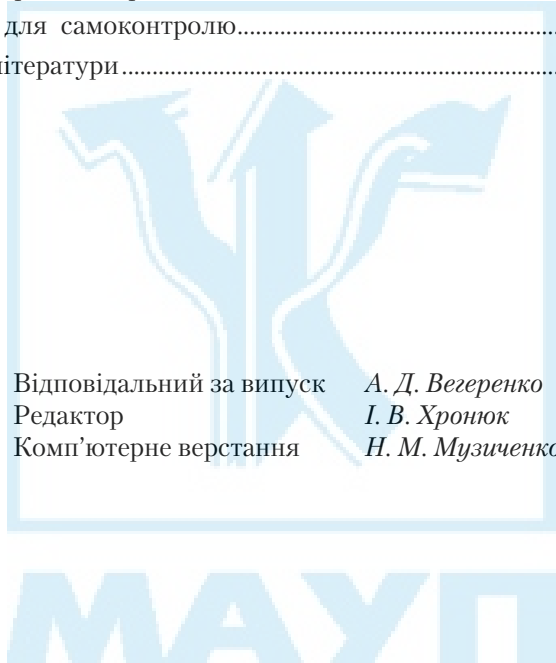 для самоконтролю
літератури
Відповідальний за випуск А. Д. Вегеренко
Редактор І. В. Хронюк
Комп’ютерне верстання Н. М. Музиченко
МАУП